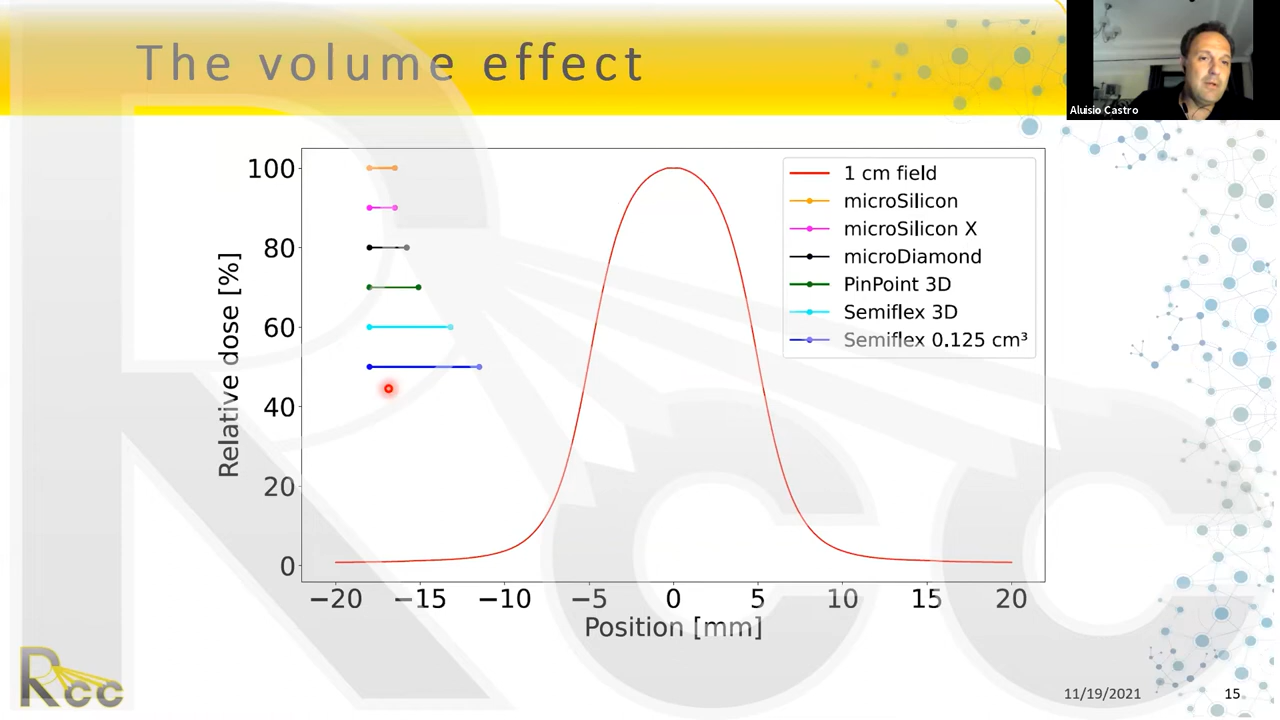 The volume effect
Aluisio Castro
100
80
60
40
20
0
Relative dose [%]
1 cm field
microSilicon
microSilicon X
microDiamond
PinPoint 3D
Semiflex 3D
Semiflex 0.125 cm³
−20 −15 −10 −5 0 5 10 15 20
Position [mm]
Rcc
Rcc
11/19/2021 15